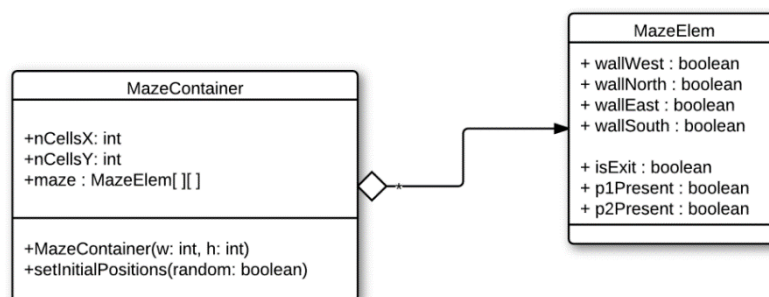 MazeContainer
+nCellsX: int
+nCellsY: int
+maze : MazeElem[ ][ ]
+MazeContainer(w: int, h: int)
+setInitialPositions(random: boolean)
*
MazeElem
+ wallWest : boolean
+ wallNorth : boolean
+ wallEast : boolean
+ wallSouth : boolean
+ isExit : boolean
+ p1Present : boolean
+ p2Present : boolean